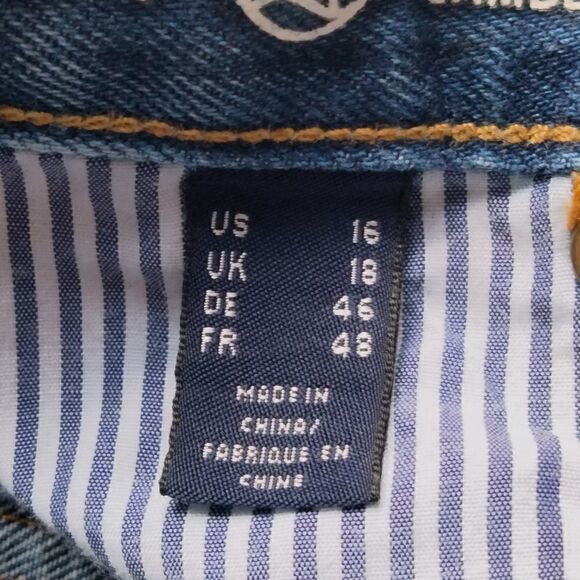 US 16
UK 18
DE 46
FR 48
MADE IN
CHINA/
FABRIQUE EN
CHINE